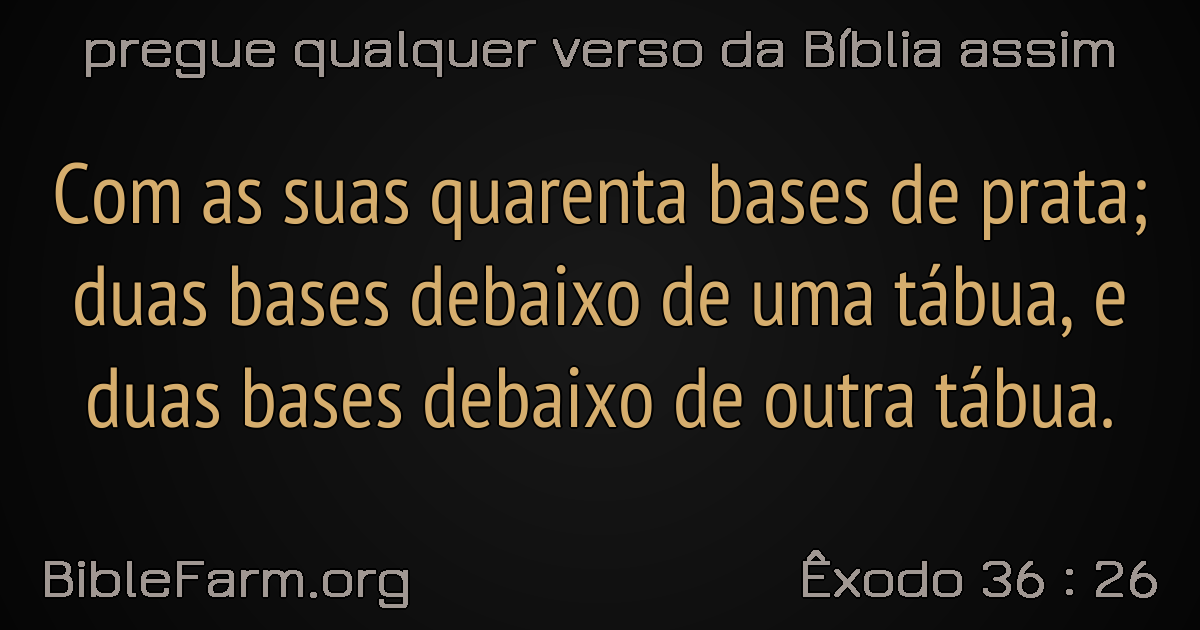 pregue qualquer verso da Bíblia assim
Com as suas quarenta bases de prata;
duas bases debaixo de uma tábua, e
duas bases debaixo de outra tábua.
BibleFarm.org
Êxodo 36 : 26